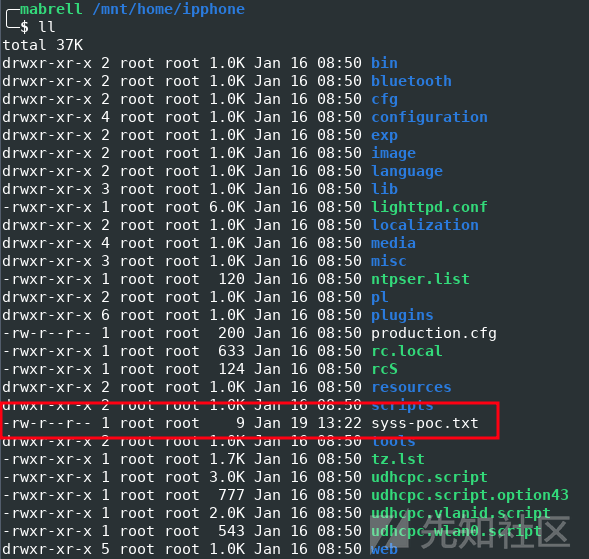 mabrell /mnt/home/ipphone
$ ll
total 37K
drwxr-xr-x 2 root root 1.0K Jan 16 08:50 bin
drwxr-xr-x 2 root root 1.0K Jan 16 08:50 bluetooth
drwxr-xr-x 2 root root 1.0K Jan 16 08:50 cfg
drwxr-xr-x 4 root root 1.0K Jan 16 08:50 configuration
drwxr-xr-x 2 root root 1.0K Jan 16 08:50 exp
drwxr-xr-x 2 root root 1.0K Jan 16 08:50 image
drwxr-xr-x 2 root root 1.0K Jan 16 08:50 language
drwxr-xr-x 3 root root 1.0K Jan 16 08:50 lib
-rwxr-xr-x 1 root root 6.0K Jan 16 08:50 lighttpd.conf
drwxr-xr-x 2 root root 1.0K Jan 16 08:50 localization
drwxr-xr-x 4 root root 1.0K Jan 16 08:50 media
drwxr-xr-x 3 root root 1.0K Jan 16 08:50 misc
-rwxr-xr-x 1 root root 120 Jan 16 08:50 ntpser.list
drwxr-xr-x 2 root root 1.0K Jan 16 08:50 pl
drwxr-xr-x 6 root root 1.0K Jan 16 08:50 plugins
-rw-r--r-- 1 root root 200 Jan 16 08:50 production.cfg
-rwxr-xr-x 1 root root 633 Jan 16 08:50 rc.local
-rwxr-xr-x 1 root root 124 Jan 16 08:50 rcS
drwxr-xr-x 2 root root 1.0K Jan 16 08:50 resources
drwxr-xr-x 2 root root 1.0K Jan 16 08:50 scripts
-rw-r--r-- 1 root root 9 Jan 19 13:22 syss-poc.txt
drwxr-xr-x 2 root root 1.0K Jan 16 08:50 tools
-rwxr-xr-x 1 root root 1.7K Jan 16 08:50 tz.lst
-rwxr-xr-x 1 root root 3.0K Jan 16 08:50 udhcpc.script
-rwxr-xr-x 1 root root 777 Jan 16 08:50 udhcpc.script.option43
-rwxr-xr-x 1 root root 2.0K Jan 16 08:50 udhcpc.vlanid.script
-rwxr-xr-x 1 root root 543 Jan 16 08:50 udhcpc.wlan0.script
drwxr-xr-x 5 root root 1.0K Jan 16 08:50 web
先知社区